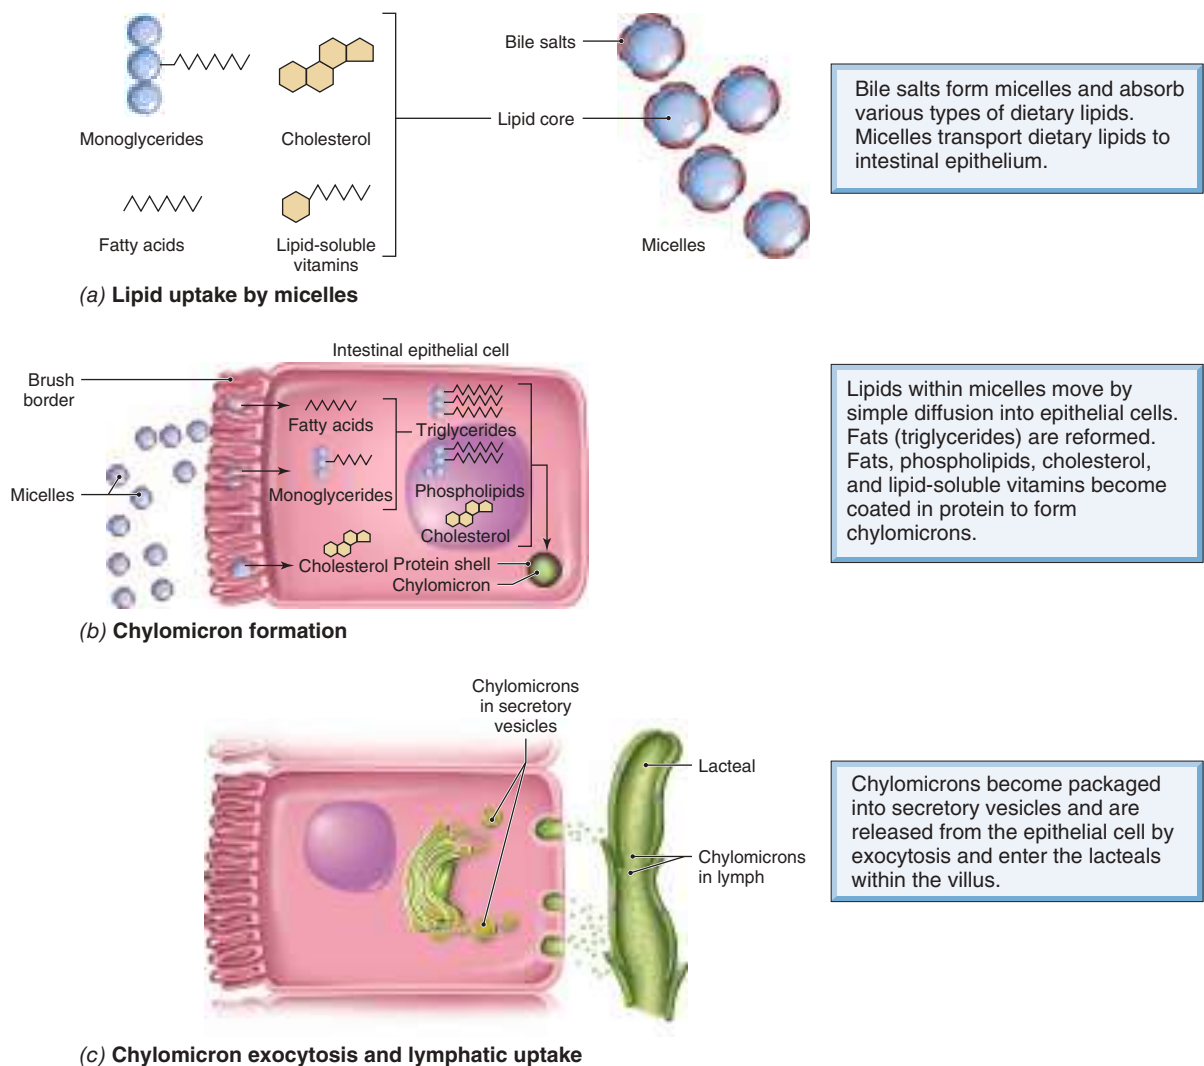 Bile salts
Lipid core
Monoglycerides
Cholesterol
Fatty acids
Lipid-soluble
vitamins
Micelles
Bile salts form micelles and absorb
various types of dietary lipids.
Micelles transport dietary lipids to
intestinal epithelium.
(a) Lipid uptake by micelles
Intestinal epithelial cell
Brush
border
Fatty acids
Triglycerides
Micelles
Monoglycerides
Phospholipids
Cholesterol
Cholesterol
Protein shell
Chylomicron
Lipids within micelles move by
simple diffusion into epithelial cells.
Fats (triglycerides) are reformed.
Fats, phospholipids, cholesterol,
and lipid-soluble vitamins become
coated in protein to form
chylomicrons.
(b) Chylomicron formation
Chylomicrons
in secretory
vesicles
Lacteal
Chylomicrons
in lymph
Chylomicrons become packaged
into secretory vesicles and are
released from the epithelial cell by
exocytosis and enter the lacteals
within the villus.
(c) Chylomicron exocytosis and lymphatic uptake